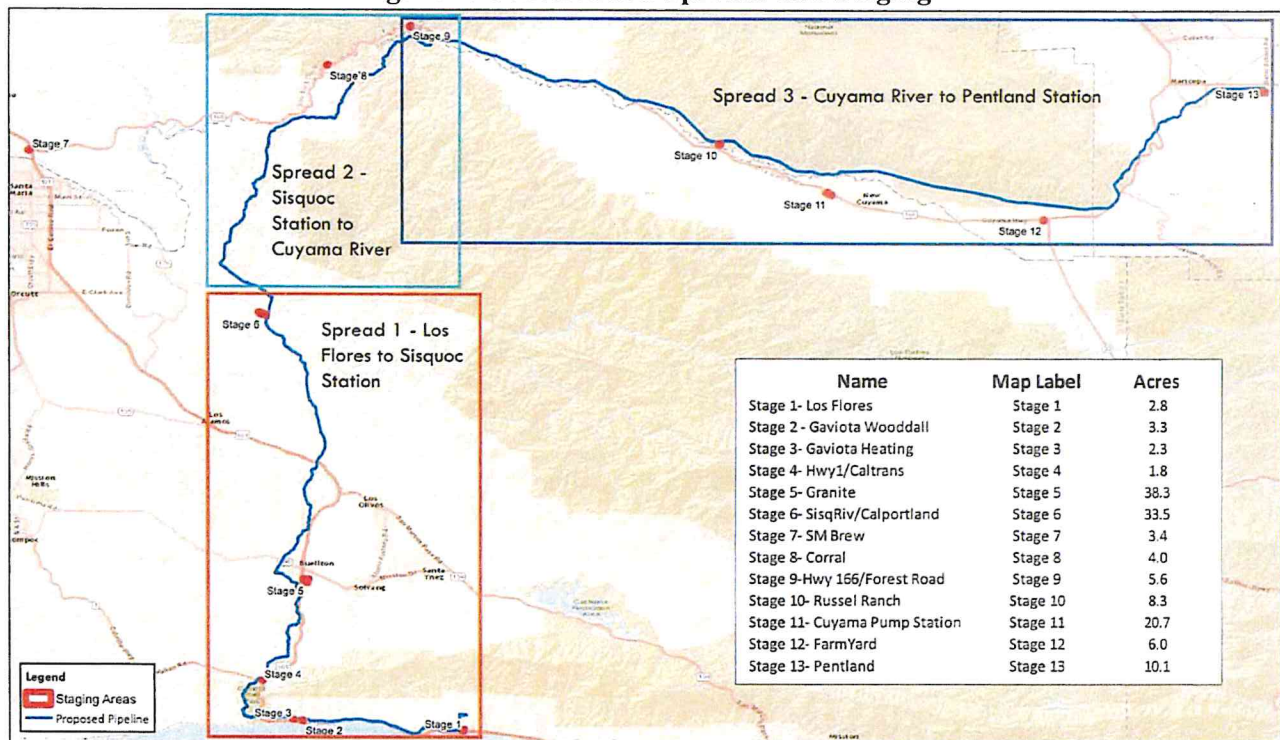 Stage 9
Stage 8
Spread 3 - Cuyama River to Pentland Station
Maricopa
Stage 13
Stage 7
Santa
Maria
Spread 2 -
Sisquoc
Station to
Cuyama River
Stage 10
Stage 11
New
Cuyama
Stage 12
Orcutt
Stage 6
Spread 1 - Los
Flores to Sisquoc
Station
Los
Alamos
Mission
Hills
Los
Olivos
Buellton
Stage 5
Solvang
Santa
Ynez
Stage 4
Stage 3
Stage 2
Stage 1
Name Map Label Acres
Stage 1- Los Flores Stage 1 2.8
Stage 2 - Gaviota Wooddall Stage 2 3.3
Stage 3- Gaviota Heating Stage 3 2.3
Stage 4- Hwy1/Caltrans Stage 4 1.8
Stage 5- Granite Stage 5 38.3
Stage 6- SisqRiv/Calportland Stage 6 33.5
Stage 7- SM Brew Stage 7 3.4
Stage 8- Corral Stage 8 4.0
Stage 9-Hwy 166/Forest Road Stage 9 5.6
Stage 10- Russel Ranch Stage 10 8.3
Stage 11- Cuyama Pump Station Stage 11 20.7
Stage 12- FarmYard Stage 12 6.0
Stage 13- Pentland Stage 13 10.1
Legend
Staging Areas
Proposed Pipeline